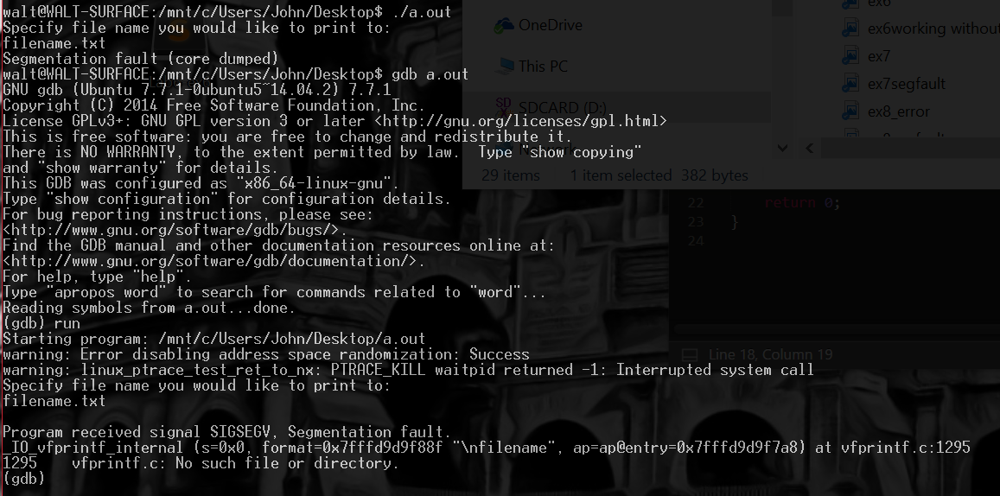 walt@WALT-SURFACE:/mnt/c/Users/John/Desktop$ ./a.out
Specify file name you would like to print to:
filename.txt
Segmentation fault (core dumped)
walt@WALT-SURFACE:/mnt/c/Users/John/Desktop$ gdb a.out
GNU gdb (Ubuntu 7.7.1-0ubuntu5~14.04.2) 7.7.1
Copyright (C) 2014 Free Software Foundation, Inc.
License GPLv3+: GNU GPL version 3 or later <http://gnu.org/licenses/gpl.html>
This is free software: you are free to change and redistribute it.
There is NO WARRANTY, to the extent permitted by law.  Type "show copying"
and "show warranty" for details.
This GDB was configured as "x86_64-linux-gnu".
Type "show configuration" for configuration details.
For bug reporting instructions, please see:
<http://www.gnu.org/software/gdb/bugs/>.
Find the GDB manual and other documentation resources online at:
<http://www.gnu.org/software/gdb/documentation/>.
For help, type "help".
Type "apropos word" to search for commands related to "word"...
Reading symbols from a.out...done.
(gdb) run
Starting program: /mnt/c/Users/John/Desktop/a.out
warning: Error disabling address space randomization: Success
warning: linux_ptrace_test_ret_to_nx: PTRACE_KILL waitpid returned -1: Interrupted system call
Specify file name you would like to print to:
filename.txt
Program received signal SIGSEGV, Segmentation fault.
_IO_vfprintf_internal (s=0x0, format=0x7fffd9d9f88f "\nfilename", ap=ap@entry=0x7fffd9d9f7a8) at vfprintf.c:1295
1295    vfprintf.c: No such file or directory.
(gdb)
OneDrive
This PC
SDCARD (D:)
ex6
ex6working without
ex7
ex7segfault
ex8_error
29 items 1 item selected 382 bytes
22 return 0;
23 }
24
Line 18, Column 19